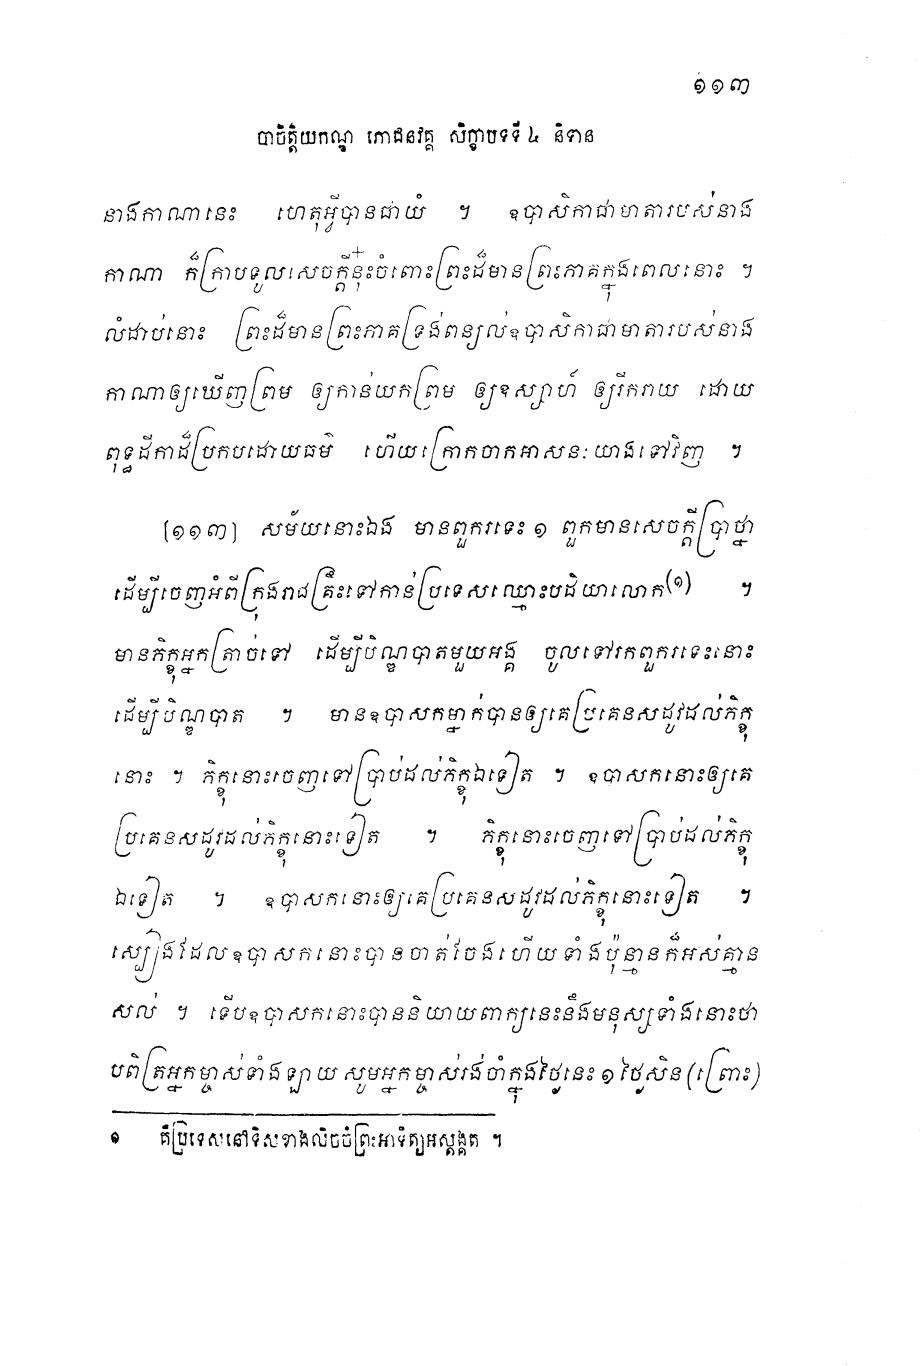 ១១៣
បាចិត្តិយកណ្ឌ ភោជនវគ្គ សិក្ខាបទទី ៤ និទាន
នាងកាណានេះ ហេតុអ្វីបានជាយំ ។ ឧបាសិកាជាមាតារបស់នាង
កាណា ក៏ក្រាបទូលសេចក្តីនុ៎ះចំពោះព្រះដ៏មានព្រះភាគក្នុងពេលនោះ ។
លំដាប់នោះ ព្រះដ៏មានព្រះភាគទ្រង់ពន្យល់ឧបាសិកាជាមាតារបស់នាង
កាណាឲ្យឃើញព្រម ឲ្យកាន់យកព្រម ឲ្យឧស្សាហ៍ ឲ្យរីករាយ ដោយ
ពុទ្ធដីកាដ៏ប្រកបដោយធម៌ ហើយក្រោកចាកអាសនៈយាងទៅវិញ ។
[១១៣] សម័យនោះឯង មានពួករទេះ ១ ពួកមានសេចក្តីប្រាថ្នា
ដើម្បីចេញអំពីក្រុងរាជគ្រឹះទៅកាន់ប្រទេសឈ្មោះបដិយាលោក(១) ។
មានភិក្ខុអ្នកត្រាច់ទៅ ដើម្បីបិណ្ឌបាតមួយអង្គ ចូលទៅរកពួករទេះនោះ
ដើម្បីបិណ្ឌបាត ។ មានឧបាសកម្នាក់បានឲ្យគេប្រគេនសដូវដល់ភិក្ខុ
នោះ ។ ភិក្ខុនោះចេញទៅប្រាប់ដល់ភិក្ខុឯទៀត ។ ឧបាសកនោះឲ្យគេ
ប្រគេនសដូវដល់ភិក្ខុនោះទៀត ។ ភិក្ខុនោះចេញទៅប្រាប់ដល់ភិក្ខុ
ឯទៀត ។ ឧបាសកនោះឲ្យគេប្រគេនសដូវដល់ភិក្ខុនោះទៀត ។
ស្បៀងដែលឧបាសកនោះបានចាត់ចែងហើយទាំងប៉ុន្មានក៏អស់គ្មាន
សល់ ។ ទើបឧបាសកនោះបាននិយាយពាក្យនេះនឹងមនុស្សទាំងនោះថា
បពិត្រអ្នកម្ចាស់ទាំងឡាយ សូមអ្នកម្ចាស់រង់ចាំក្នុងថ្ងៃនេះ ១ ថ្ងៃសិន (ព្រោះ)
១ គឺប្រទេសនៅទិសខាងលិចចំព្រះអាទិត្យអស្តង្គត ។